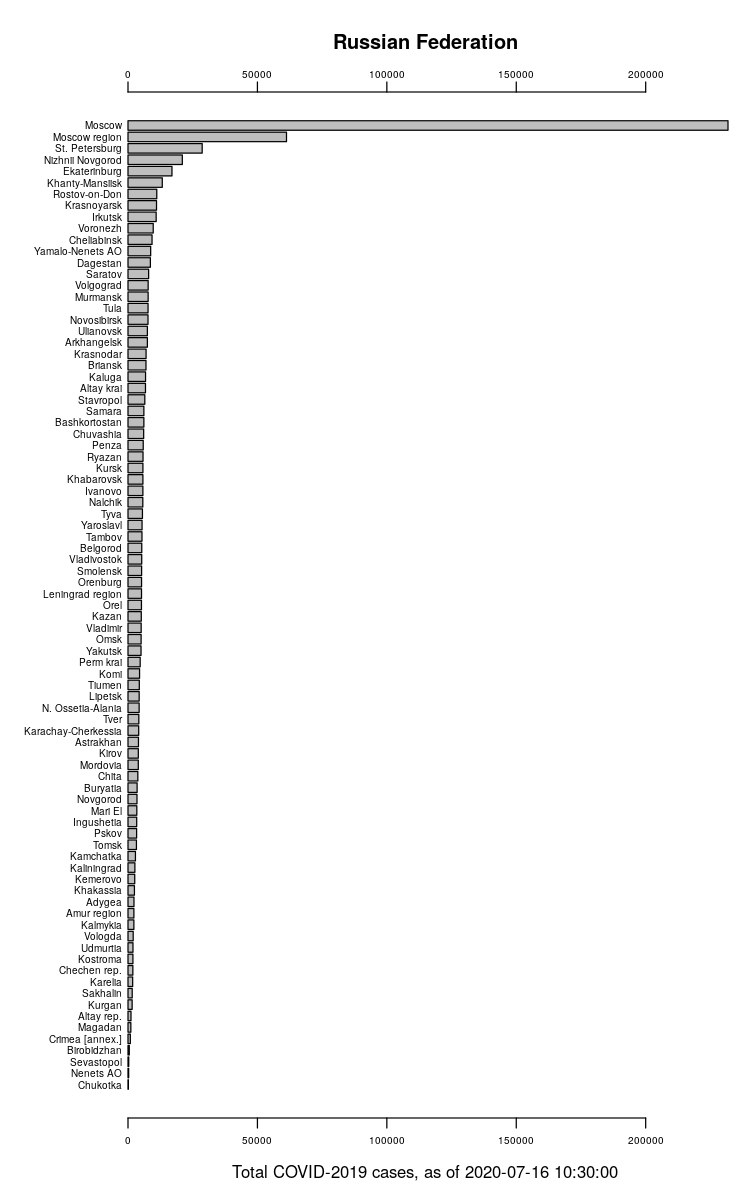 Russian Federation
0 50000 100000 150000 200000
Moscow
Moscow region
St. Petersburg
Nizhnii Novgorod
Ekaterinburg
Khanty-Mansiisk
Rostov-on-Don
Krasnoyarsk
Irkutsk
Voronezh
Cheliabinsk
Yamalo-Nenets AO
Dagestan
Saratov
Volgograd
Murmansk
Tula
Novosibirsk
Ulianovsk
Arkhangelsk
Krasnodar
Briansk
Kaluga
Altay krai
Stavropol
Samara
Bashkortostan
Chuvashia
Penza
Ryazan
Kursk
Khabarovsk
Ivanovo
Nalchik
Tyva
Yaroslavl
Tambov
Belgorod
Vladivostok
Smolensk
Orenburg
Leningrad region
Orel
Kazan
Vladimir
Omsk
Yakutsk
Perm krai
Komi
Tiumen
Lipetsk
N. Ossetia-Alania
Tver
Karachay-Cherkessia
Astrakhan
Kirov
Mordovia
Chita
Buryatia
Novgorod
Mari El
Ingushetia
Pskov
Tomsk
Kamchatka
Kaliningrad
Kemerovo
Khakassia
Adygea
Amur region
Kalmykia
Vologda
Udmurtia
Kostroma
Chechen rep.
Karelia
Sakhalin
Kurgan
Altay rep.
Magadan
Crimea [annex.]
Birobidzhan
Sevastopol
Nenets AO
Chukotka
0 50000 100000 150000 200000
Total COVID-2019 cases, as of 2020-07-16 10:30:00